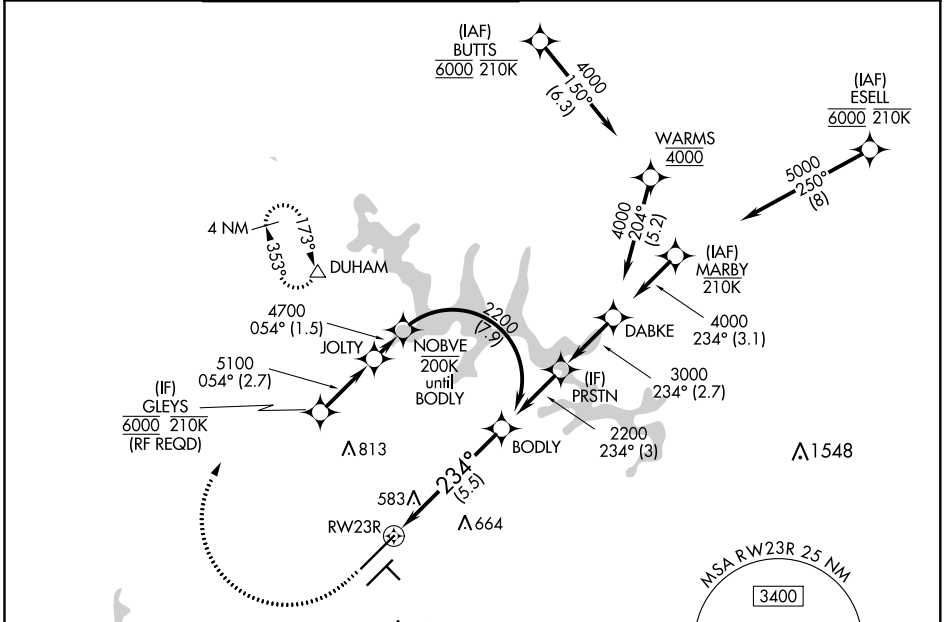 (IAF)
BUTTS
6000 210K
4000
150°
(6.3)
(IAF)
ESELL
6000 210K
5000
250°
(8)
WARMS
4000
4000
204°
(5.2)
(IAF)
MARBY
210K
4 NM
173°
353°
DUHAM
4000
234° (3.1)
DABKE
3000
234° (2.7)
4700
054° (1.5)
JOLTY
NOBVE
200K
until
BODLY
2200
(7.9)
5100
054° (2.7)
(IF)
GLEYS
6000 210K
(RF REQD)
(IF)
PRSTN
2200
234° (3)
BODLY
813
1548
234°
(5.5)
583
664
RW23R
MSA RW23R 25 NM
3400